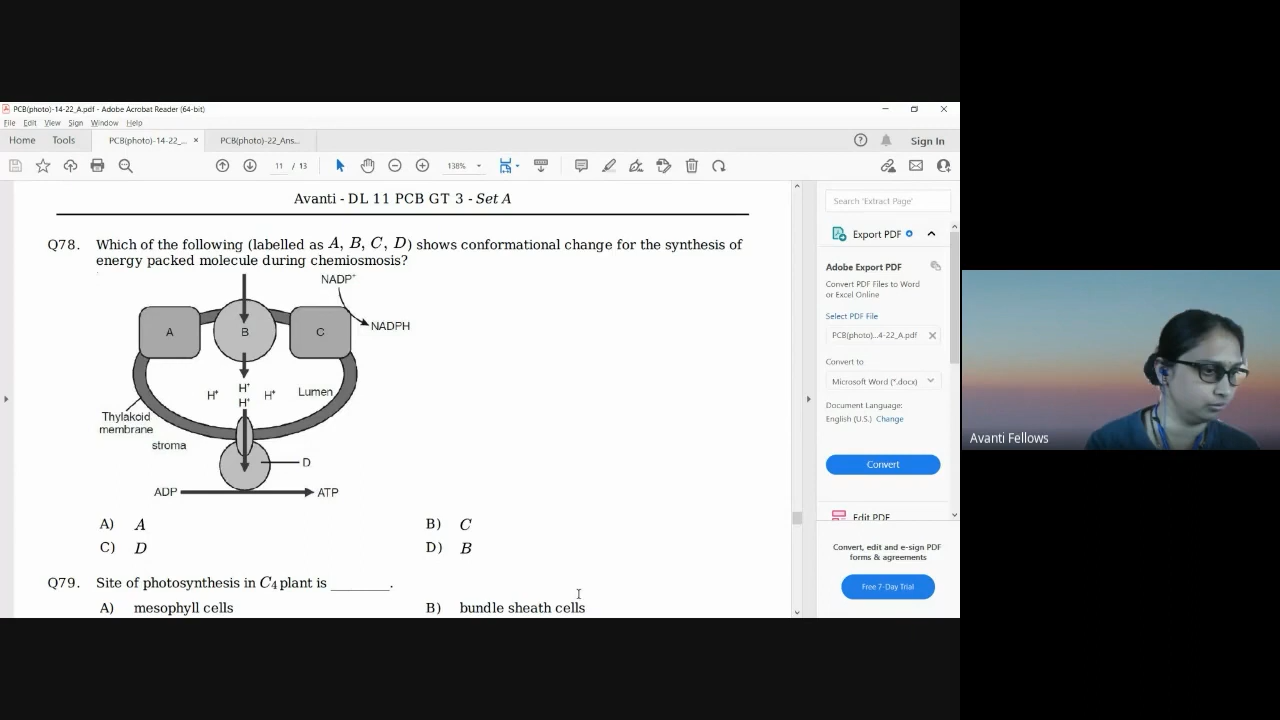 PCB(photo)-14-22_A.pdf - Adobe Acrobat Reader (64-bit)
File Edit View Sign Window Help
Home Tools PCB(photo)-14-22_... × PCB(photo)-22_Ans... Sign In
11 / 13 138%
Avanti - DL 11 PCB GT 3 - Set A
Q78. Which of the following (labelled as A, B, C, D) shows conformational change for the synthesis of
energy packed molecule during chemiosmosis?
NADP⁺
A B C NADPH
H⁺ H⁺ H⁺ Lumen
H⁺
Thylakoid
membrane
stroma
D
ADP ATP
A) A B) C
C) D D) B
Q79. Site of photosynthesis in C₄ plant is ________.
A) mesophyll cells B) bundle sheath cells
Search 'Extract Page'
Export PDF
Adobe Export PDF
Convert PDF Files to Word
or Excel Online
Select PDF File
PCB(photo)...4-22_A.pdf
Convert to
Microsoft Word (*.docx)
Document Language:
English (U.S.) Change
Convert
Edit PDF
Convert, edit and e-sign PDF
forms & agreements
Free 7-Day Trial
Avanti Fellows